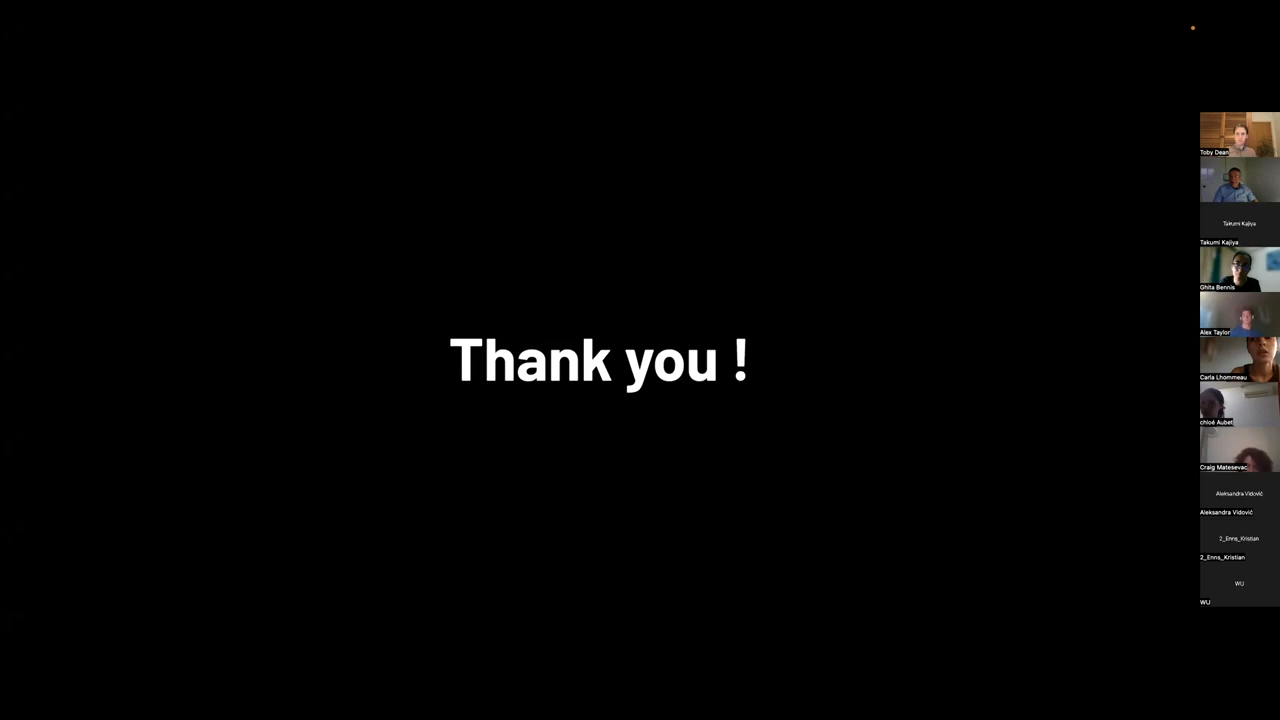 Thank you !
Toby Dean
Takumi Kajiya
Takumi Kajiya
Ghita Bennis
Alex Taylor
Carla Lhommeau
chloé Aubet
Craig Matesevac
Aleksandra Vidović
Aleksandra Vidović
2_Enns_Kristian
2_Enns_Kristian
WU
WU